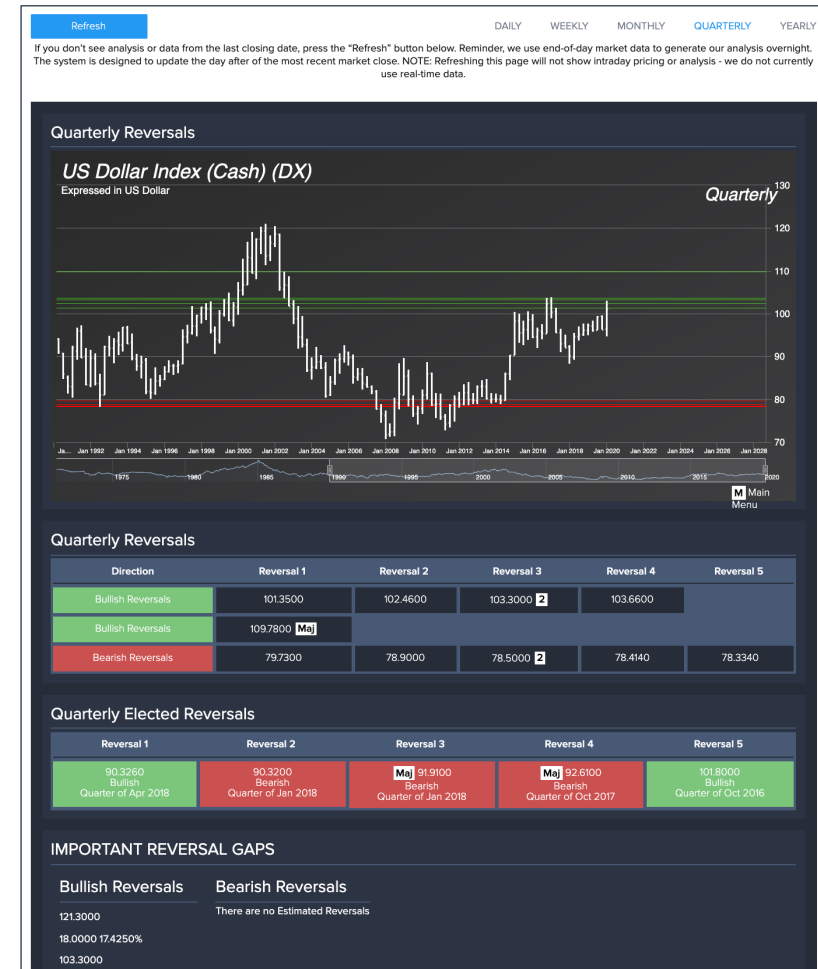 Refresh
DAILY WEEKLY MONTHLY QUARTERLY YEARLY
If you don't see analysis or data from the last closing date, press the "Refresh" button below. Reminder, we use end-of-day market data to generate our analysis overnight.
The system is designed to update the day after of the most recent market close. NOTE: Refreshing this page will not show intraday pricing or analysis - we do not currently
use real-time data.
Quarterly Reversals
US Dollar Index (Cash) (DX)
Expressed in US Dollar
Quarterly
130
120
110
100
90
80
70
Ja... Jan 1992 Jan 1994 Jan 1996 Jan 1998 Jan 2000 Jan 2002 Jan 2004 Jan 2006 Jan 2008 Jan 2010 Jan 2012 Jan 2014 Jan 2016 Jan 2018 Jan 2020 Jan 2022 Jan 2024 Jan 2026 Jan 2028
1975 1980 1985 1990 1995 2000 2005 2010 2015 2020
M Main
Menu
Quarterly Reversals
Direction Reversal 1 Reversal 2 Reversal 3 Reversal 4 Reversal 5
Bullish Reversals 101.3500 102.4600 103.3000 2 103.6600
Bullish Reversals 109.7800 Maj
Bearish Reversals 79.7300 78.9000 78.5000 2 78.4140 78.3340
Quarterly Elected Reversals
Reversal 1 Reversal 2 Reversal 3 Reversal 4 Reversal 5
90.3260 90.3200 Maj 91.9100 Maj 92.6100 101.8000
Bullish Bearish Bearish Bearish Bullish
Quarter of Apr 2018 Quarter of Jan 2018 Quarter of Jan 2018 Quarter of Oct 2017 Quarter of Oct 2016
IMPORTANT REVERSAL GAPS
Bullish Reversals Bearish Reversals
121.3000 There are no Estimated Reversals
18.0000 17.4250%
103.3000